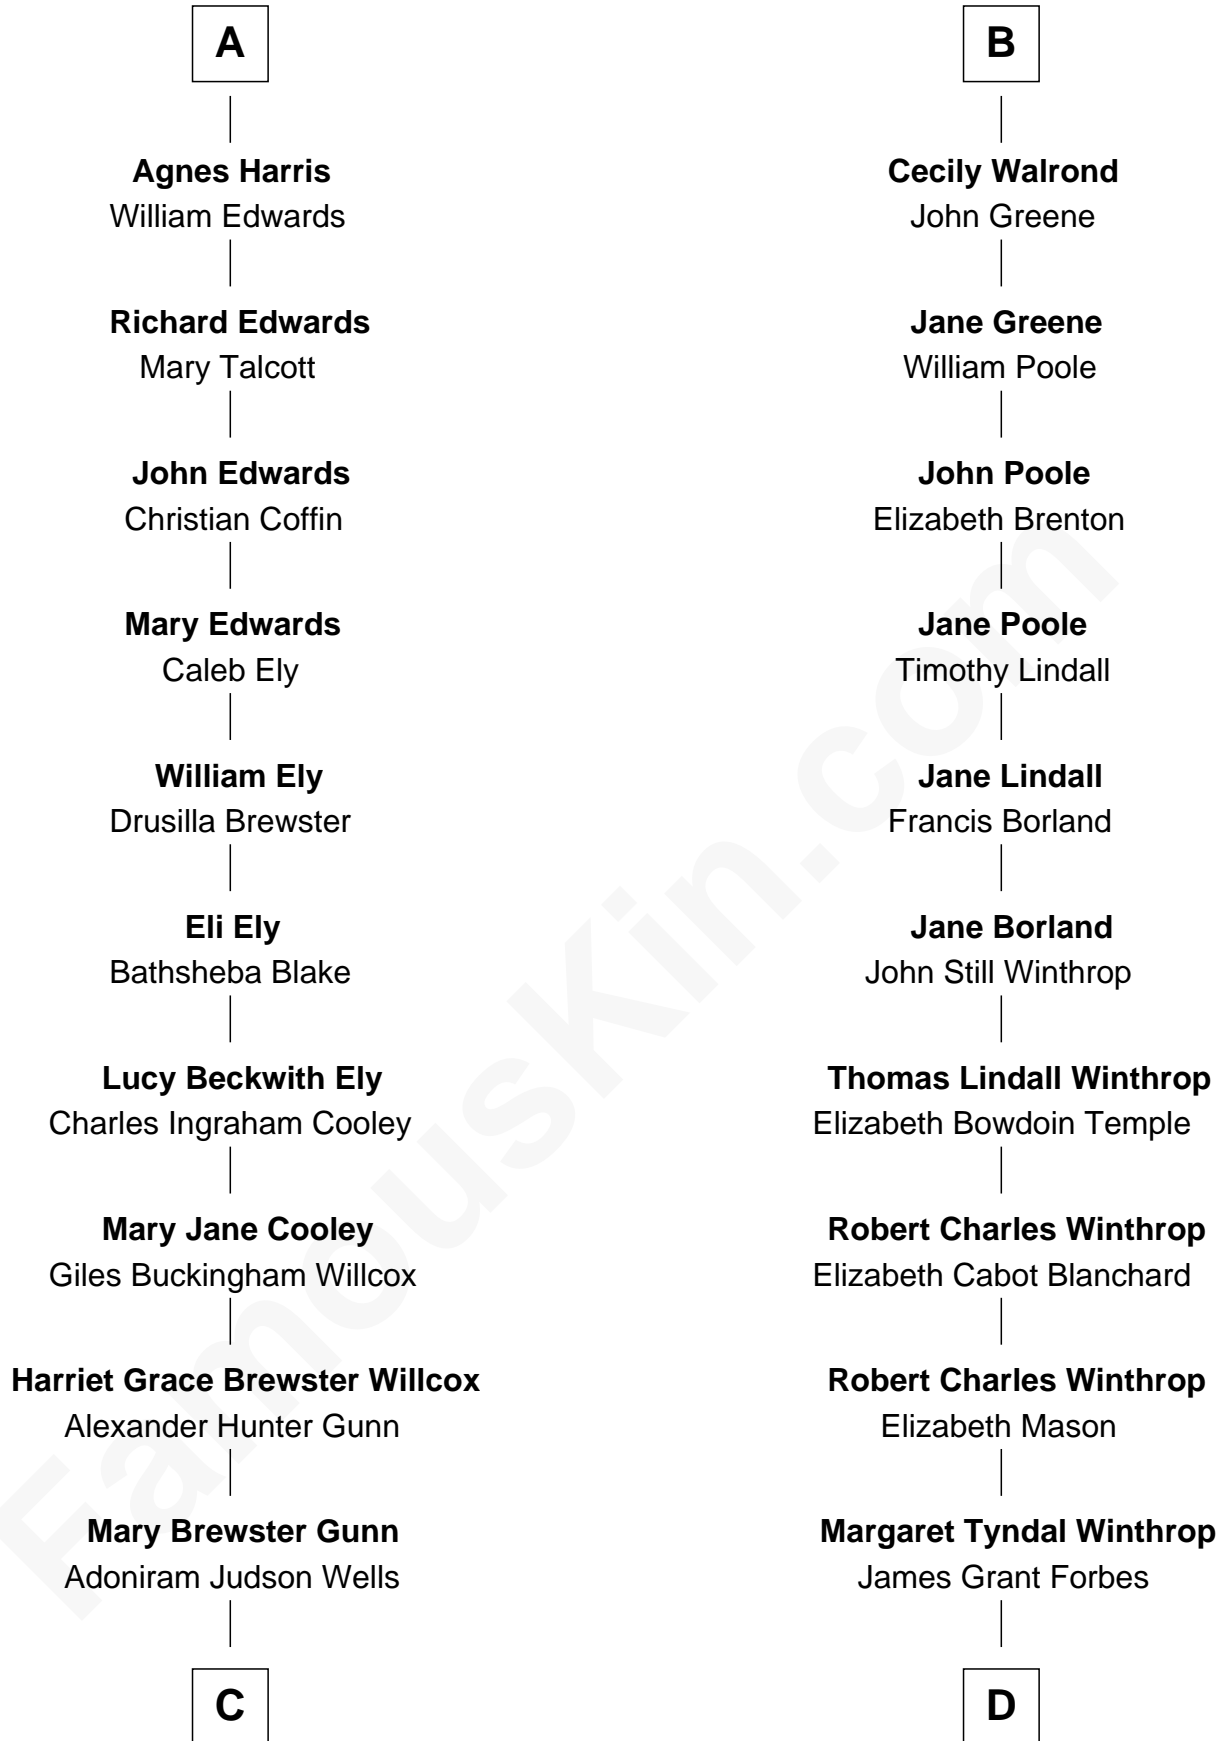 A
Agnes Harris
William Edwards
Richard Edwards
Mary Talcott
John Edwards
Christian Coffin
Mary Edwards
Caleb Ely
William Ely
Drusilla Brewster
Eli Ely
Bathsheba Blake
Lucy Beckwith Ely
Charles Ingraham Cooley
Mary Jane Cooley
Giles Buckingham Willcox
Harriet Grace Brewster Willcox
Alexander Hunter Gunn
Mary Brewster Gunn
Adoniram Judson Wells
C
B
Cecily Walrond
John Greene
Jane Greene
William Poole
John Poole
Elizabeth Brenton
Jane Poole
Timothy Lindall
Jane Lindall
Francis Borland
Jane Borland
John Still Winthrop
Thomas Lindall Winthrop
Elizabeth Bowdoin Temple
Robert Charles Winthrop
Elizabeth Cabot Blanchard
Robert Charles Winthrop
Elizabeth Mason
Margaret Tyndal Winthrop
James Grant Forbes
D
FamousKin.com